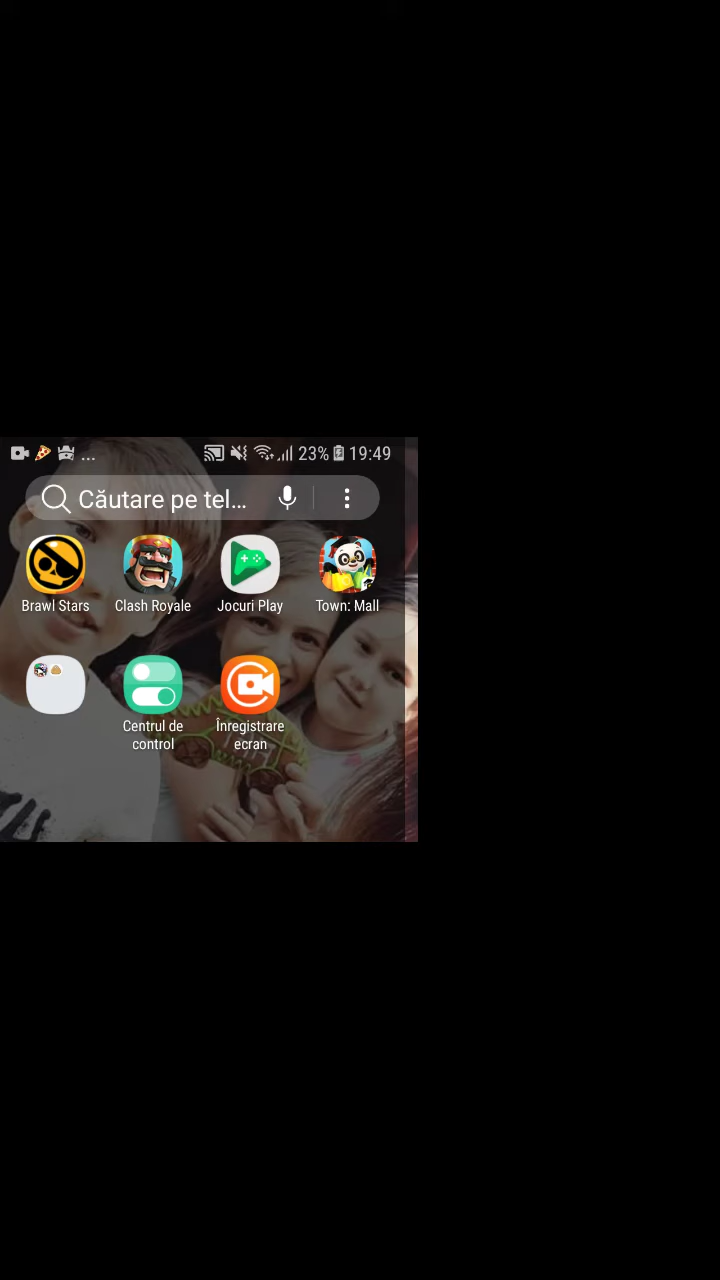 ... 23% 19:49
Căutare pe tel...
Brawl Stars Clash Royale Jocuri Play Town: Mall
Centrul de control Înregistrare ecran